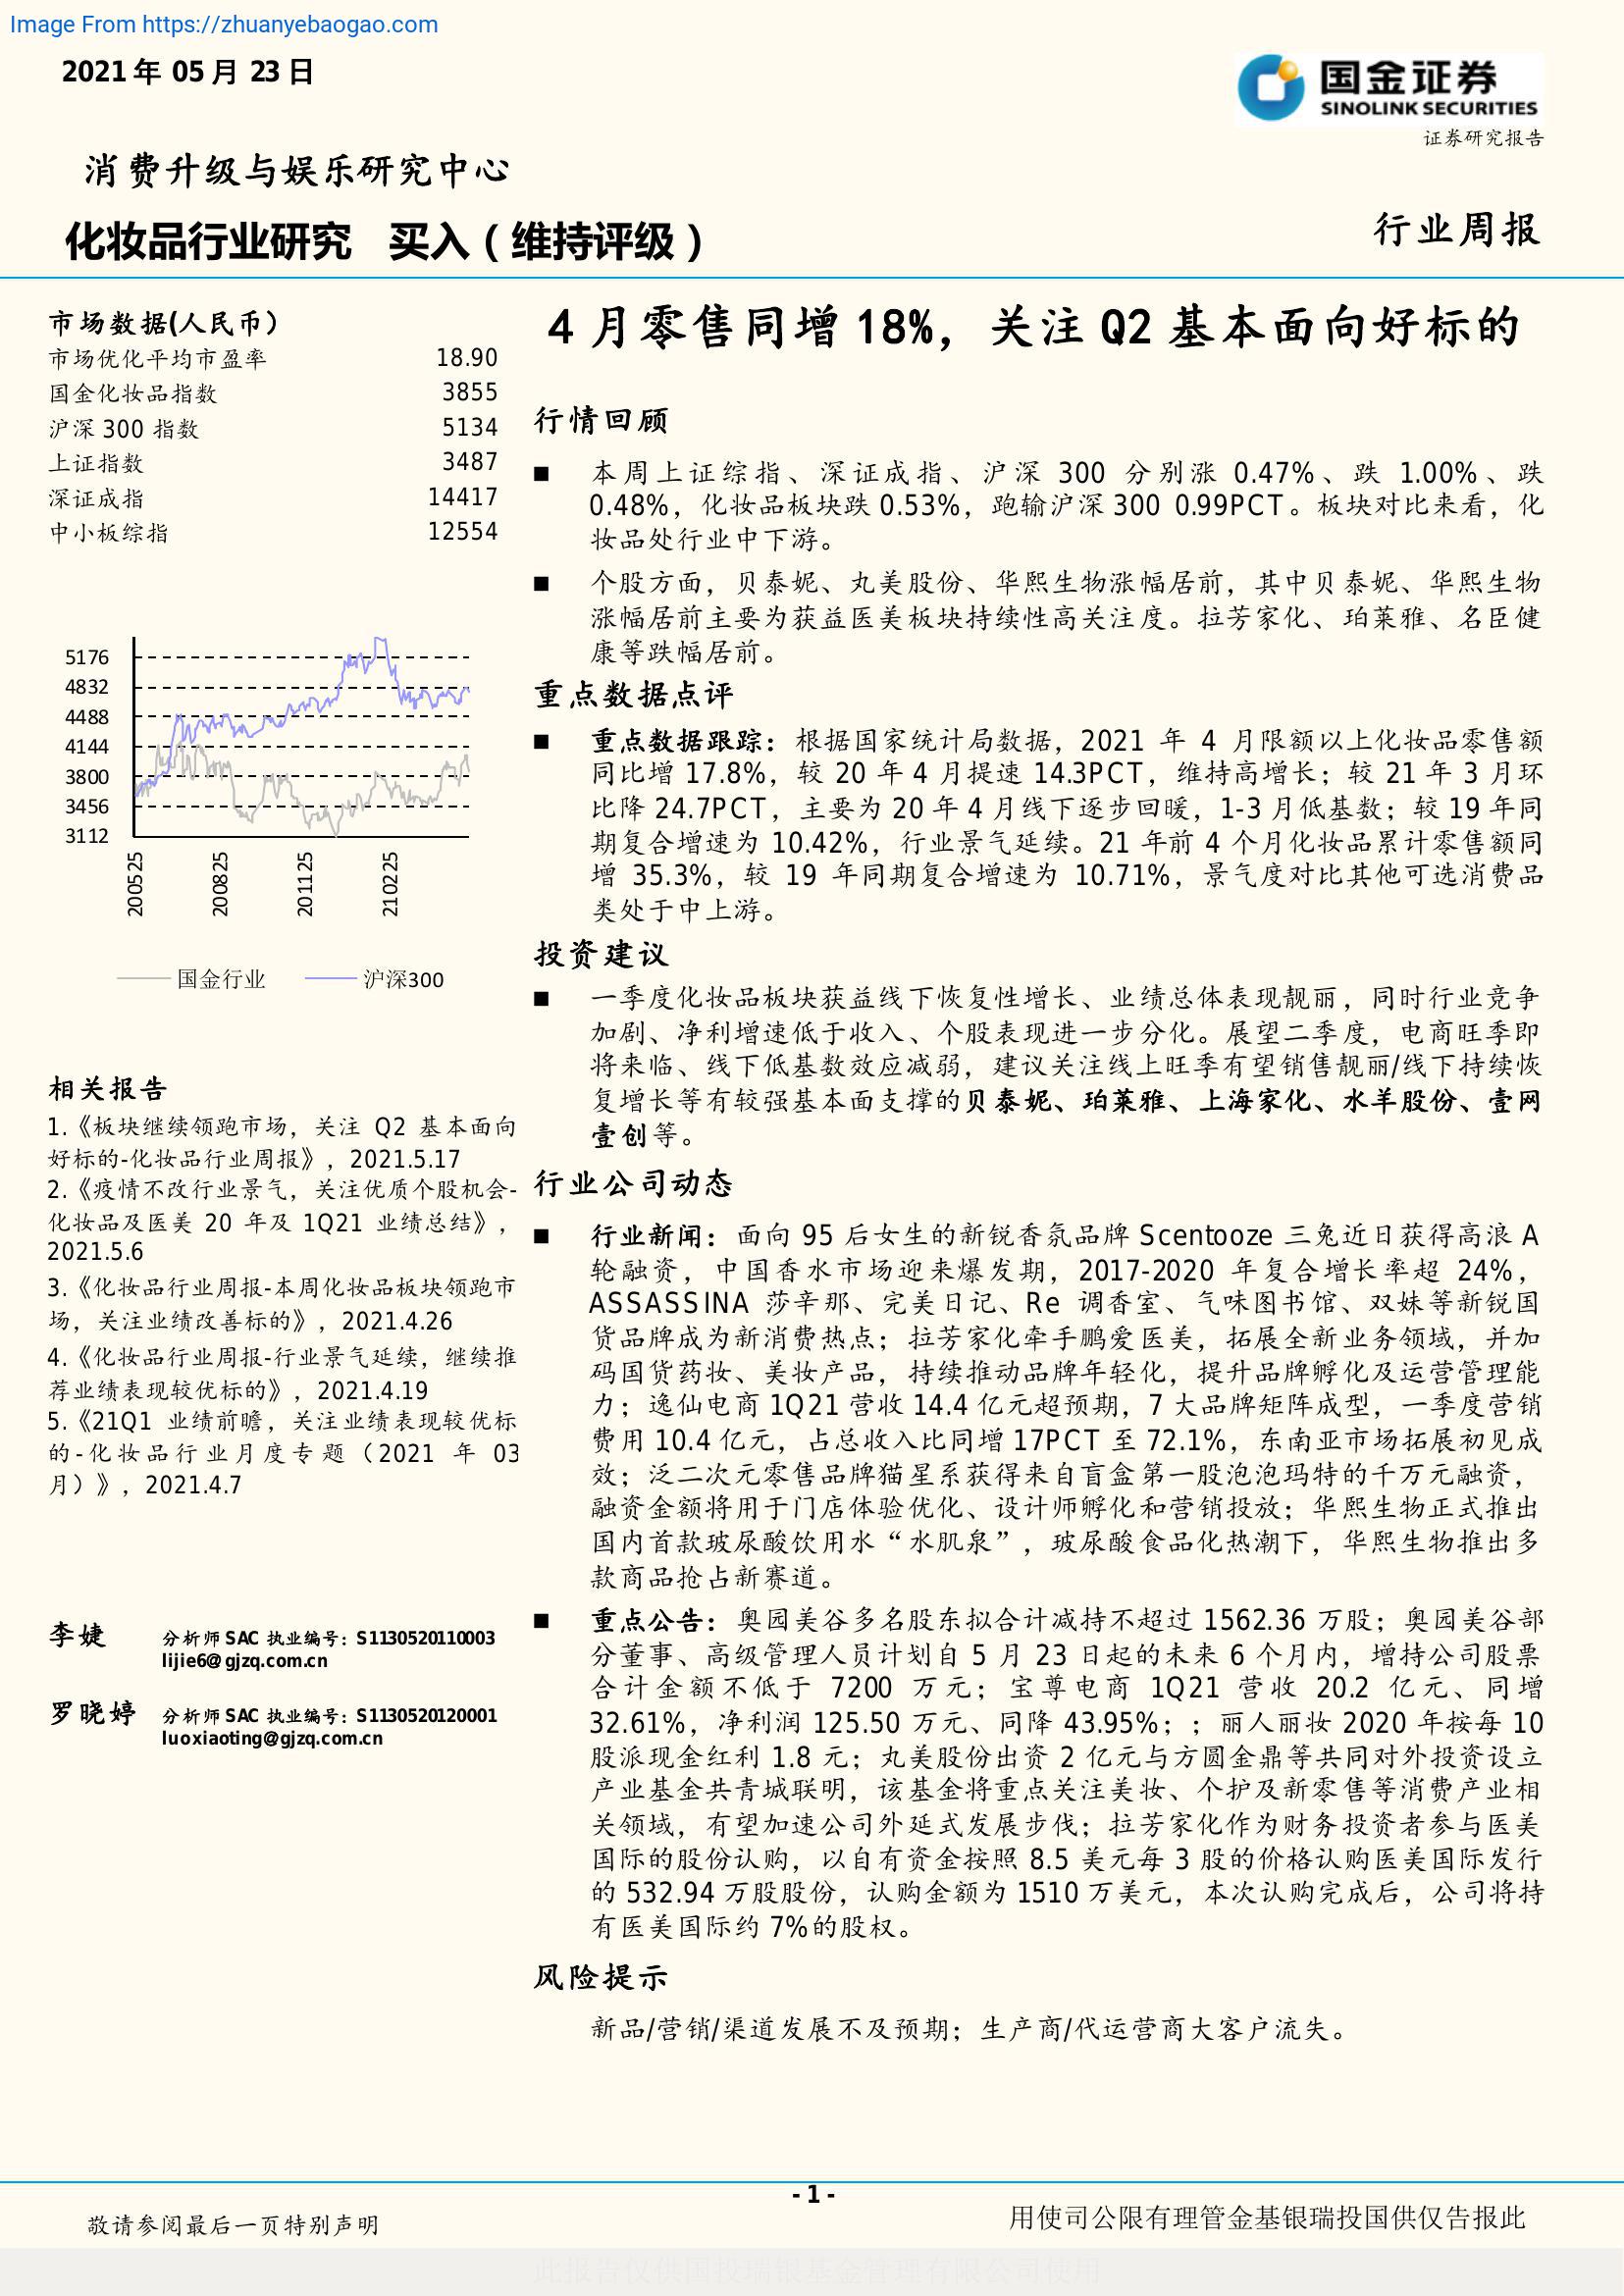 Image From https://zhuanyebaogao.com
2021 年 05 月 23 日
国金证券
SINOLINK SECURITIES
证券研究报告
消费升级与娱乐研究中心
化妆品行业研究 买入（维持评级）
行业周报
市场数据(人民币）
市场优化平均市盈率 18.90
国金化妆品指数 3855
沪深 300 指数 5134
上证指数 3487
深证成指 14417
中小板综指 12554
5176
4832
4488
4144
3800
3456
3112
200525
200825
201125
210225
国金行业 沪深300
相关报告
1.《板块继续领跑市场，关注 Q2 基本面向
好标的-化妆品行业周报》，2021.5.17
2.《疫情不改行业景气，关注优质个股机会-
化妆品及医美 20 年及 1Q21 业绩总结》，
2021.5.6
3.《化妆品行业周报-本周化妆品板块领跑市
场，关注业绩改善标的》，2021.4.26
4.《化妆品行业周报-行业景气延续，继续推
荐业绩表现较优标的》，2021.4.19
5.《21Q1 业绩前瞻，关注业绩表现较优标
的-化妆品行业月度专题（2021 年 03
月）》，2021.4.7
李婕 分析师 SAC 执业编号：S1130520110003
lijie6@gjzq.com.cn
罗晓婷 分析师 SAC 执业编号：S1130520120001
luoxiaoting@gjzq.com.cn
4 月零售同增 18%，关注 Q2 基本面向好标的
行情回顾
■ 本周上证综指、深证成指、沪深 300 分别涨 0.47%、跌 1.00%、跌
0.48%，化妆品板块跌 0.53%，跑输沪深 300 0.99PCT。板块对比来看，化
妆品处行业中下游。
■ 个股方面，贝泰妮、丸美股份、华熙生物涨幅居前，其中贝泰妮、华熙生物
涨幅居前主要为获益医美板块持续性高关注度。拉芳家化、珀莱雅、名臣健
康等跌幅居前。
重点数据点评
■ 重点数据跟踪：根据国家统计局数据，2021 年 4 月限额以上化妆品零售额
同比增 17.8%，较 20 年 4 月提速 14.3PCT，维持高增长；较 21 年 3 月环
比降 24.7PCT，主要为 20 年 4 月线下逐步回暖，1-3 月低基数；较 19 年同
期复合增速为 10.42%，行业景气延续。21 年前 4 个月化妆品累计零售额同
增 35.3%，较 19 年同期复合增速为 10.71%，景气度对比其他可选消费品
类处于中上游。
投资建议
■ 一季度化妆品板块获益线下恢复性增长、业绩总体表现靓丽，同时行业竞争
加剧、净利增速低于收入、个股表现进一步分化。展望二季度，电商旺季即
将来临、线下低基数效应减弱，建议关注线上旺季有望销售靓丽/线下持续恢
复增长等有较强基本面支撑的贝泰妮、珀莱雅、上海家化、水羊股份、壹网
壹创等。
行业公司动态
■ 行业新闻：面向 95 后女生的新锐香氛品牌 Scentooze 三兔近日获得高浪 A
轮融资，中国香水市场迎来爆发期，2017-2020 年复合增长率超 24%，
ASSASSINA 莎辛那、完美日记、Re 调香室、气味图书馆、双妹等新锐国
货品牌成为新消费热点；拉芳家化牵手鹏爱医美，拓展全新业务领域，并加
码国货药妆、美妆产品，持续推动品牌年轻化，提升品牌孵化及运营管理能
力；逸仙电商 1Q21 营收 14.4 亿元超预期，7 大品牌矩阵成型，一季度营销
费用 10.4 亿元，占总收入比同增 17PCT 至 72.1%，东南亚市场拓展初见成
效；泛二次元零售品牌猫星系获得来自盲盒第一股泡泡玛特的千万元融资，
融资金额将用于门店体验优化、设计师孵化和营销投放；华熙生物正式推出
国内首款玻尿酸饮用水“水肌泉”，玻尿酸食品化热潮下，华熙生物推出多
款商品抢占新赛道。
■ 重点公告：奥园美谷多名股东拟合计减持不超过 1562.36 万股；奥园美谷部
分董事、高级管理人员计划自 5 月 23 日起的未来 6 个月内，增持公司股票
合计金额不低于 7200 万元；宝尊电商 1Q21 营收 20.2 亿元、同增
32.61%，净利润 125.50 万元、同降 43.95%；；丽人丽妆 2020 年按每 10
股派现金红利 1.8 元；丸美股份出资 2 亿元与方圆金鼎等共同对外投资设立
产业基金共青城联明，该基金将重点关注美妆、个护及新零售等消费产业相
关领域，有望加速公司外延式发展步伐；拉芳家化作为财务投资者参与医美
国际的股份认购，以自有资金按照 8.5 美元每 3 股的价格认购医美国际发行
的 532.94 万股股份，认购金额为 1510 万美元，本次认购完成后，公司将持
有医美国际约 7%的股权。
风险提示
新品/营销/渠道发展不及预期；生产商/代运营商大客户流失。
- 1 -
敬请参阅最后一页特别声明
用使司公限有理管金基银瑞投国供仅告报此
此报告仅供国投瑞银基金管理有限公司使用